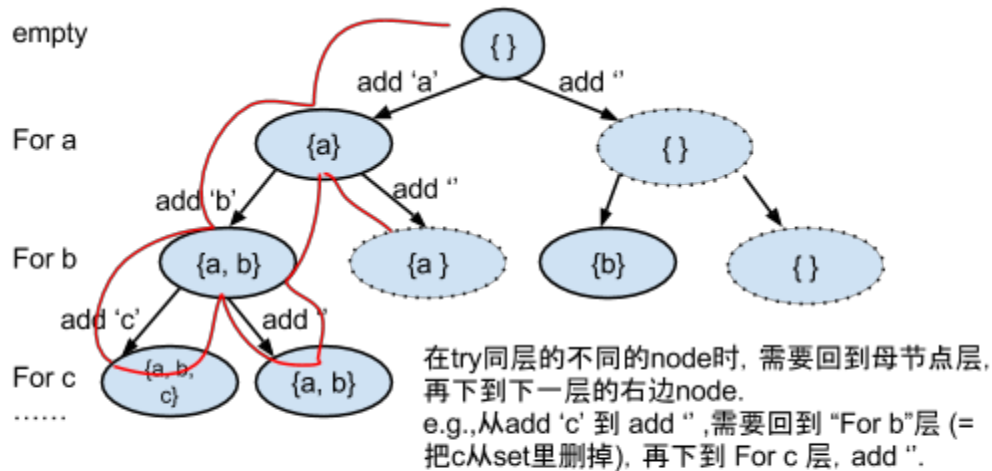 empty
{ }
add ‘a’
add ‘’
For a
{a}
{ }
add ‘b’
add ‘’
For b
{a, b}
{a }
{b}
{ }
add ‘c’
add ‘’
For c
{a, b,
c}
{a, b}
……
在try同层的不同的node时, 需要回到母节点层,
再下到下一层的右边node.
e.g.,从add ‘c’ 到 add ‘’ ,需要回到 “For b”层 (=
把c从set里删掉), 再下到 For c 层, add ‘’.